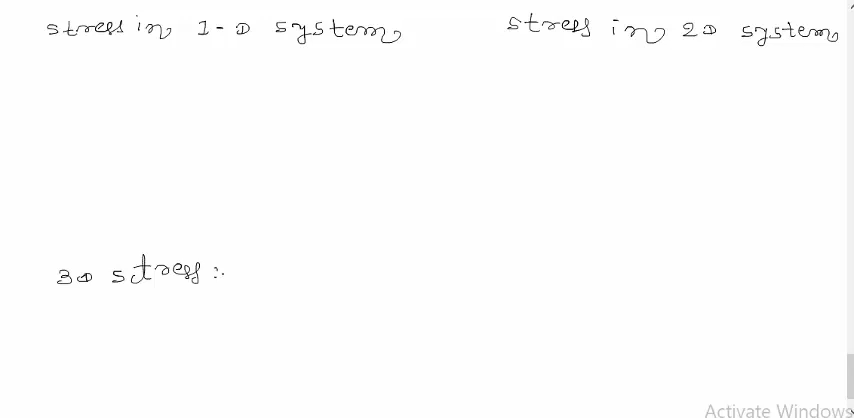 stress in 1-D system
stress in 2D system
3D stress :-
Activate Windows